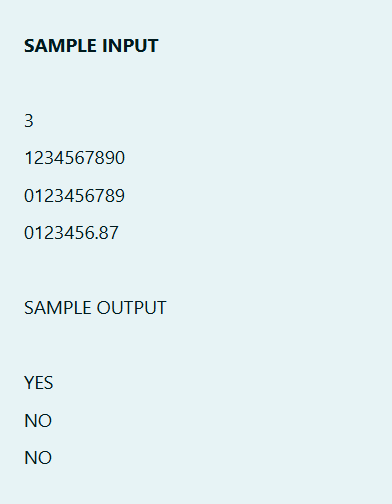 SAMPLE INPUT
3
1234567890
0123456789
0123456.87
SAMPLE OUTPUT
YES
NO
NO